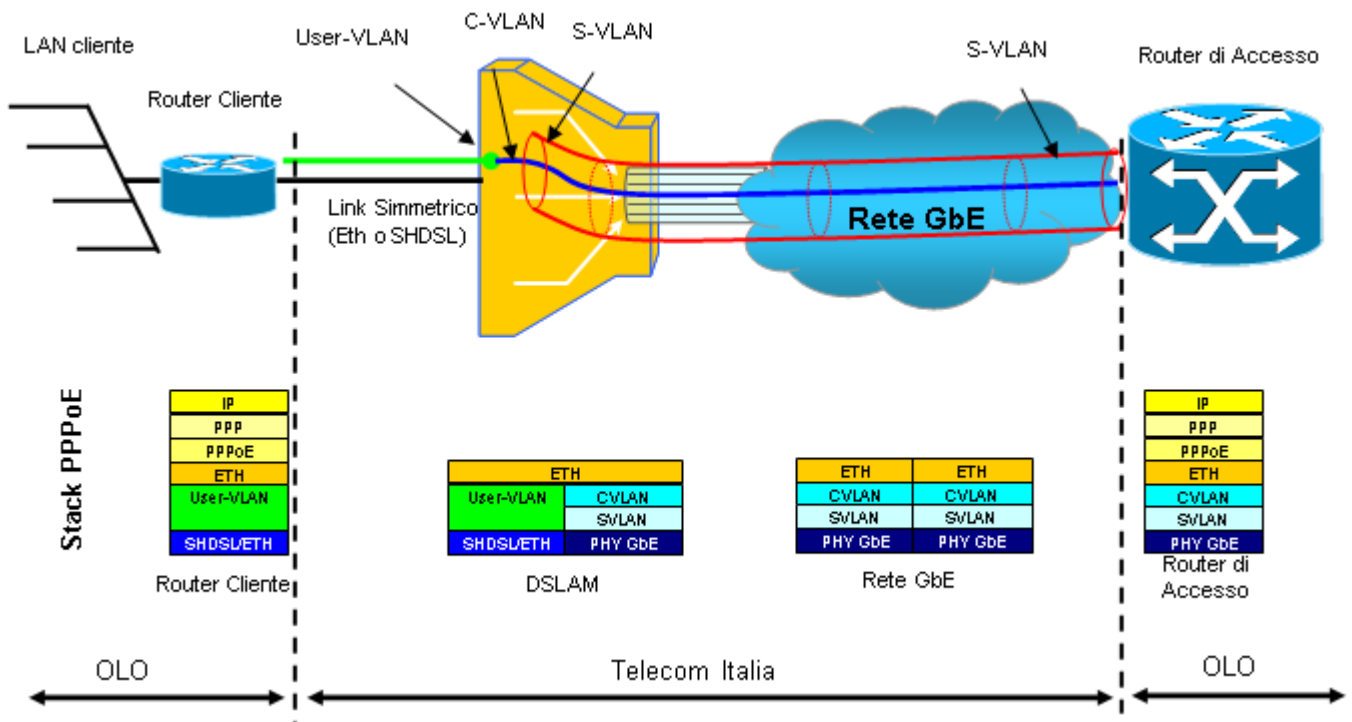 C-VLAN
User-VLAN
S-VLAN
LAN cliente
S-VLAN
Router di Accesso
Router Cliente
Link Simmetrico
(Eth o SHDSL)
Rete GbE
Stack PPPoE
IP
PPP
PPPoE
ETH
User-VLAN
SHDSL/ETH
Router Cliente
ETH
User-VLAN
CVLAN
SVLAN
SHDSL/ETH
PHY GbE
DSLAM
ETH
ETH
CVLAN
CVLAN
SVLAN
SVLAN
PHY GbE
PHY GbE
Rete GbE
IP
PPP
PPPoE
ETH
CVLAN
SVLAN
PHY GbE
Router di
Accesso
OLO
Telecom Italia
OLO